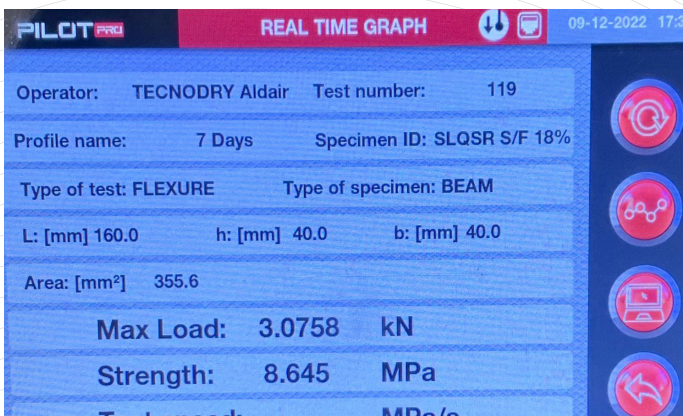 PILOT PRO REAL TIME GRAPH 09-12-2022 17:3
Operator: TECNODRY Aldair Test number: 119
Profile name: 7 Days Specimen ID: SLQSR S/F 18%
Type of test: FLEXURE Type of specimen: BEAM
L: [mm] 160.0 h: [mm] 40.0 b: [mm] 40.0
Area: [mm²] 355.6
Max Load: 3.0758 kN
Strength: 8.645 MPa
MPa/s